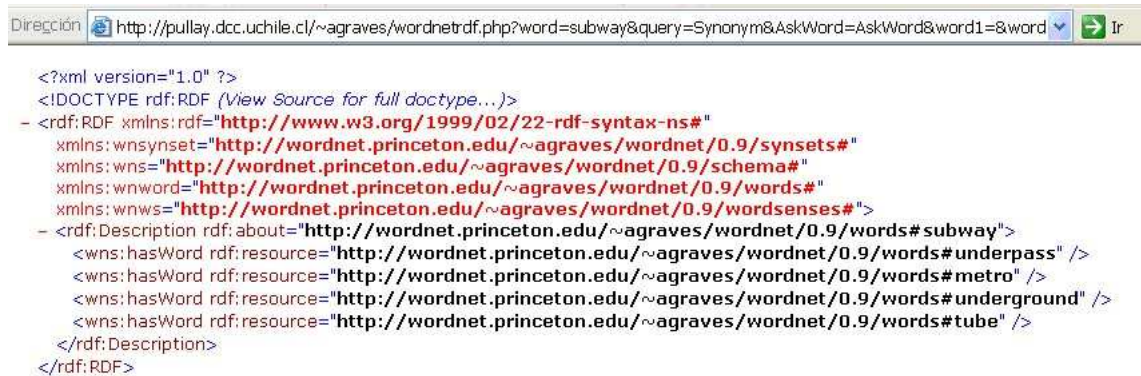 Dirección http://pullay.dcc.uchile.cl/~agraves/wordnetrdf.php?word=subway&query=Synonym&AskWord=AskWord&word1=&word Ir
<?xml version="1.0" ?>
<!DOCTYPE rdf:RDF (View Source for full doctype...)>
- <rdf:RDF xmlns:rdf="http://www.w3.org/1999/02/22-rdf-syntax-ns#"
xmlns:wnsynset="http://wordnet.princeton.edu/~agraves/wordnet/0.9/synsets#"
xmlns:wns="http://wordnet.princeton.edu/~agraves/wordnet/0.9/schema#"
xmlns:wnword="http://wordnet.princeton.edu/~agraves/wordnet/0.9/words#"
xmlns:wnws="http://wordnet.princeton.edu/~agraves/wordnet/0.9/wordsenses#">
- <rdf:Description rdf:about="http://wordnet.princeton.edu/~agraves/wordnet/0.9/words#subway">
<wns:hasWord rdf:resource="http://wordnet.princeton.edu/~agraves/wordnet/0.9/words#underpass" />
<wns:hasWord rdf:resource="http://wordnet.princeton.edu/~agraves/wordnet/0.9/words#metro" />
<wns:hasWord rdf:resource="http://wordnet.princeton.edu/~agraves/wordnet/0.9/words#underground" />
<wns:hasWord rdf:resource="http://wordnet.princeton.edu/~agraves/wordnet/0.9/words#tube" />
</rdf:Description>
</rdf:RDF>